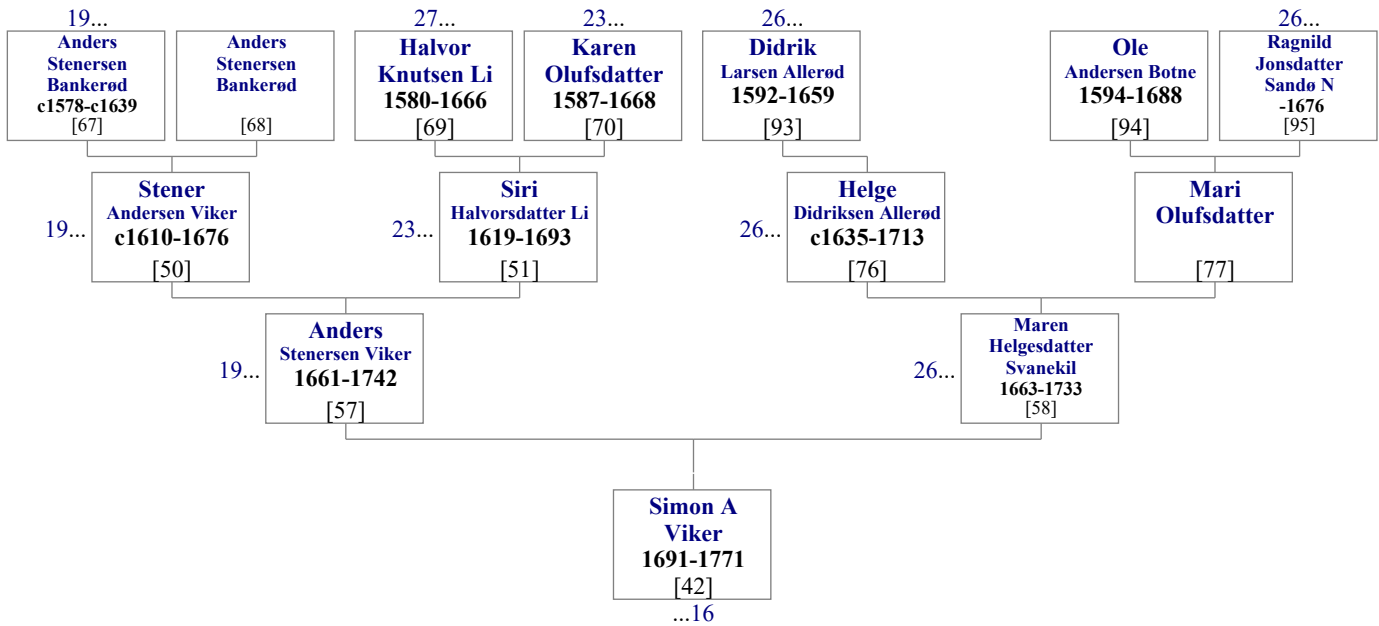 19...
27...
23...
26...
26...
Anders
Stenersen
Bankerød
c1578-c1639
[67]
Anders
Stenersen
Bankerød
[68]
Halvor
Knutsen Li
1580-1666
[69]
Karen
Olufsdatter
1587-1668
[70]
Didrik
Larsen Allerød
1592-1659
[93]
Ole
Andersen Botne
1594-1688
[94]
Ragnild
Jonsdatter
Sandø N
-1676
[95]
19...
Stener
Andersen Viker
c1610-1676
[50]
23...
Siri
Halvorsdatter Li
1619-1693
[51]
26...
Helge
Didriksen Allerød
c1635-1713
[76]
Mari
Olufsdatter
[77]
19...
Anders
Stenersen Viker
1661-1742
[57]
26...
Maren
Helgesdatter
Svanekil
1663-1733
[58]
Simon A
Viker
1691-1771
[42]
...16